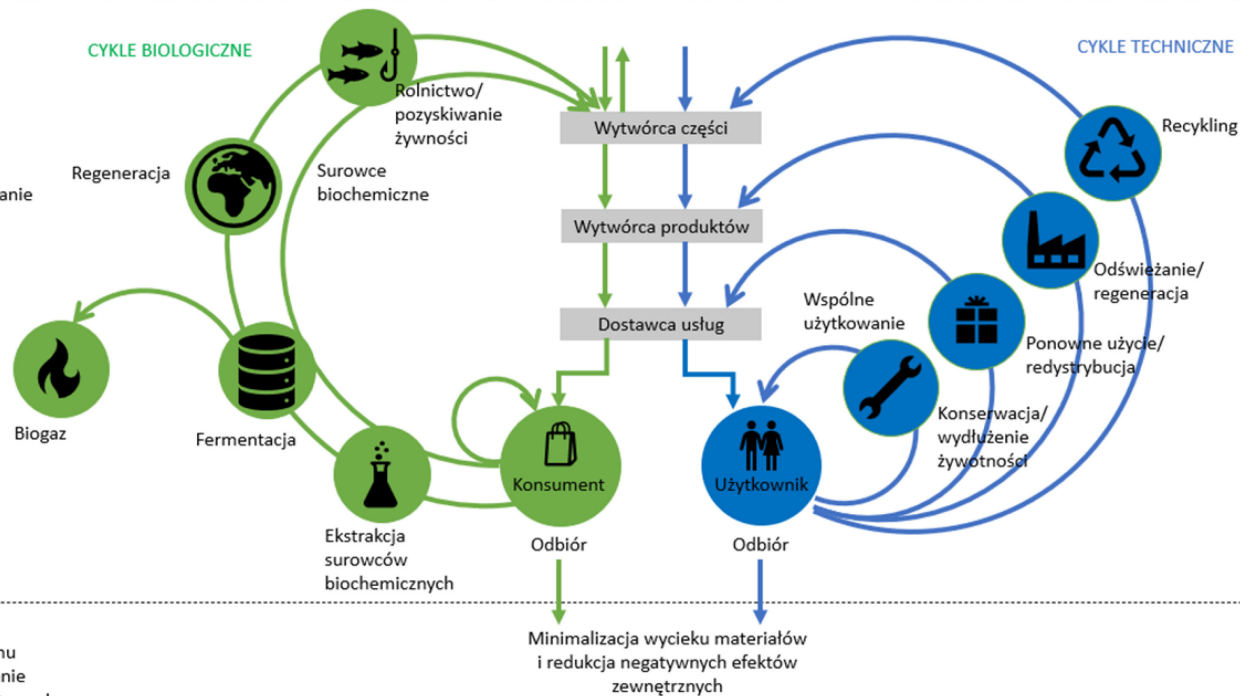 CYKLE BIOLOGICZNE
CYKLE TECHNICZNE
Rolnictwo/
pozyskiwanie
żywności
Wytwórca części
Recykling
Regeneracja
Surowce
biochemiczne
anie
Wytwórca produktów
Odświeżanie/
regeneracja
Wspólne
użytkowanie
Dostawca usług
Ponowne użycie/
redystrybucja
Biogaz
Fermentacja
Konserwacja/
wydłużenie
żywotności
Konsument
Użytkownik
Ekstrakcja
surowców
biochemicznych
Odbiór
Odbiór
Minimalizacja wycieku materiałów
i redukcja negatywnych efektów
zewnętrznych
mu
anie